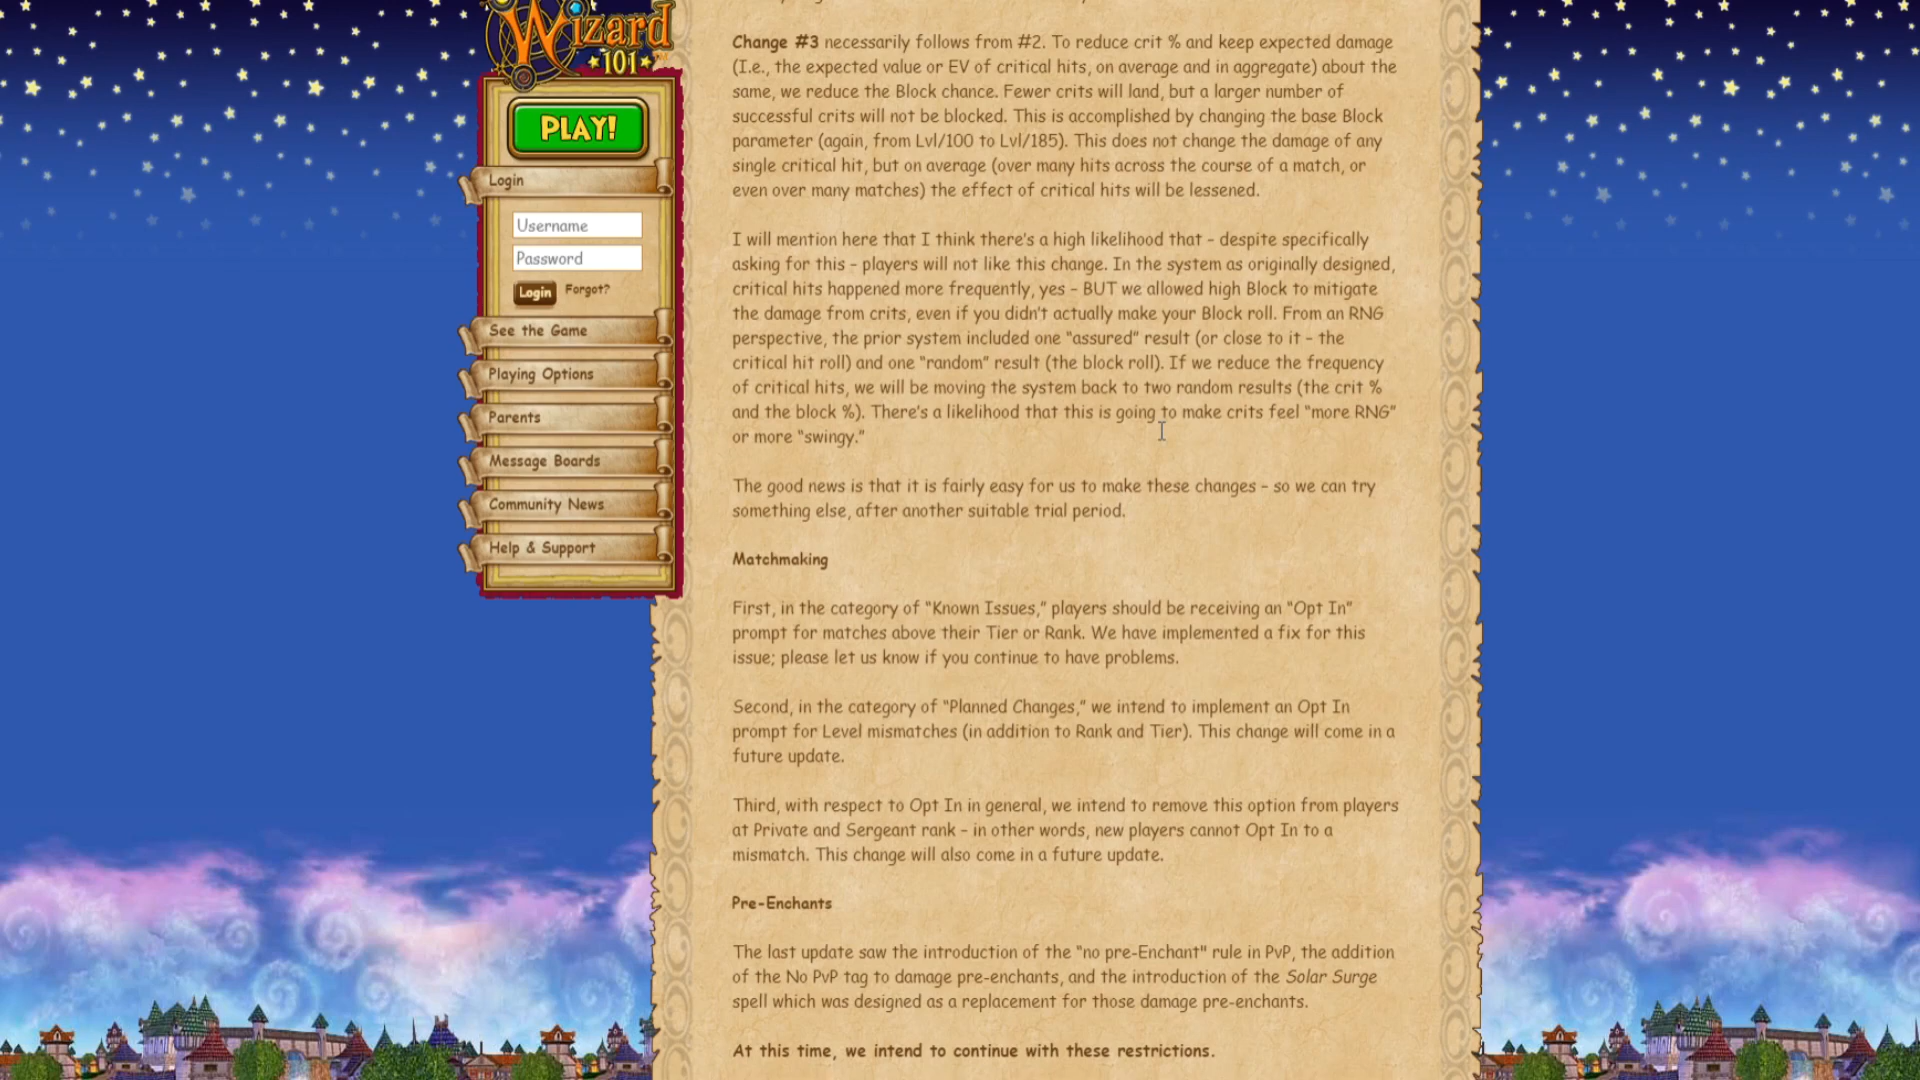 Wizard
101
PLAY!
Login
Username
Password
Login Forgot?
See the Game
Playing Options
Parents
Message Boards
Community News
Help & Support
Change #3 necessarily follows from #2. To reduce crit % and keep expected damage
(I.e., the expected value or EV of critical hits, on average and in aggregate) about the
same, we reduce the Block chance. Fewer crits will land, but a larger number of
successful crits will not be blocked. This is accomplished by changing the base Block
parameter (again, from Lvl/100 to Lvl/185). This does not change the damage of any
single critical hit, but on average (over many hits across the course of a match, or
even over many matches) the effect of critical hits will be lessened.
I will mention here that I think there's a high likelihood that - despite specifically
asking for this - players will not like this change. In the system as originally designed,
critical hits happened more frequently, yes - BUT we allowed high Block to mitigate
the damage from crits, even if you didn't actually make your Block roll. From an RNG
perspective, the prior system included one "assured" result (or close to it - the
critical hit roll) and one "random" result (the block roll). If we reduce the frequency
of critical hits, we will be moving the system back to two random results (the crit %
and the block %). There's a likelihood that this is going to make crits feel "more RNG"
or more "swingy."
The good news is that it is fairly easy for us to make these changes - so we can try
something else, after another suitable trial period.
Matchmaking
First, in the category of "Known Issues," players should be receiving an "Opt In"
prompt for matches above their Tier or Rank. We have implemented a fix for this
issue; please let us know if you continue to have problems.
Second, in the category of "Planned Changes," we intend to implement an Opt In
prompt for Level mismatches (in addition to Rank and Tier). This change will come in a
future update.
Third, with respect to Opt In in general, we intend to remove this option from players
at Private and Sergeant rank - in other words, new players cannot Opt In to a
mismatch. This change will also come in a future update.
Pre-Enchants
The last update saw the introduction of the "no pre-Enchant" rule in PvP, the addition
of the No PvP tag to damage pre-enchants, and the introduction of the Solar Surge
spell which was designed as a replacement for those damage pre-enchants.
At this time, we intend to continue with these restrictions.